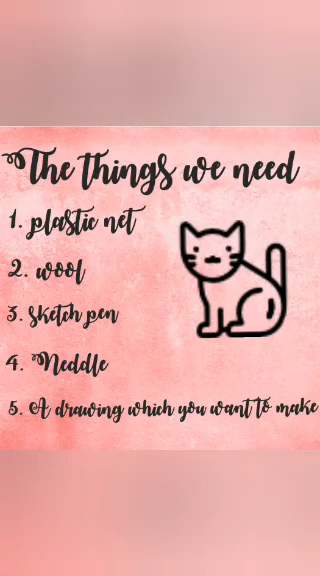 The things we need
1. plastic net
2. wool
3. Sketch pen
4. Neddle
5. A drawing which you want to make